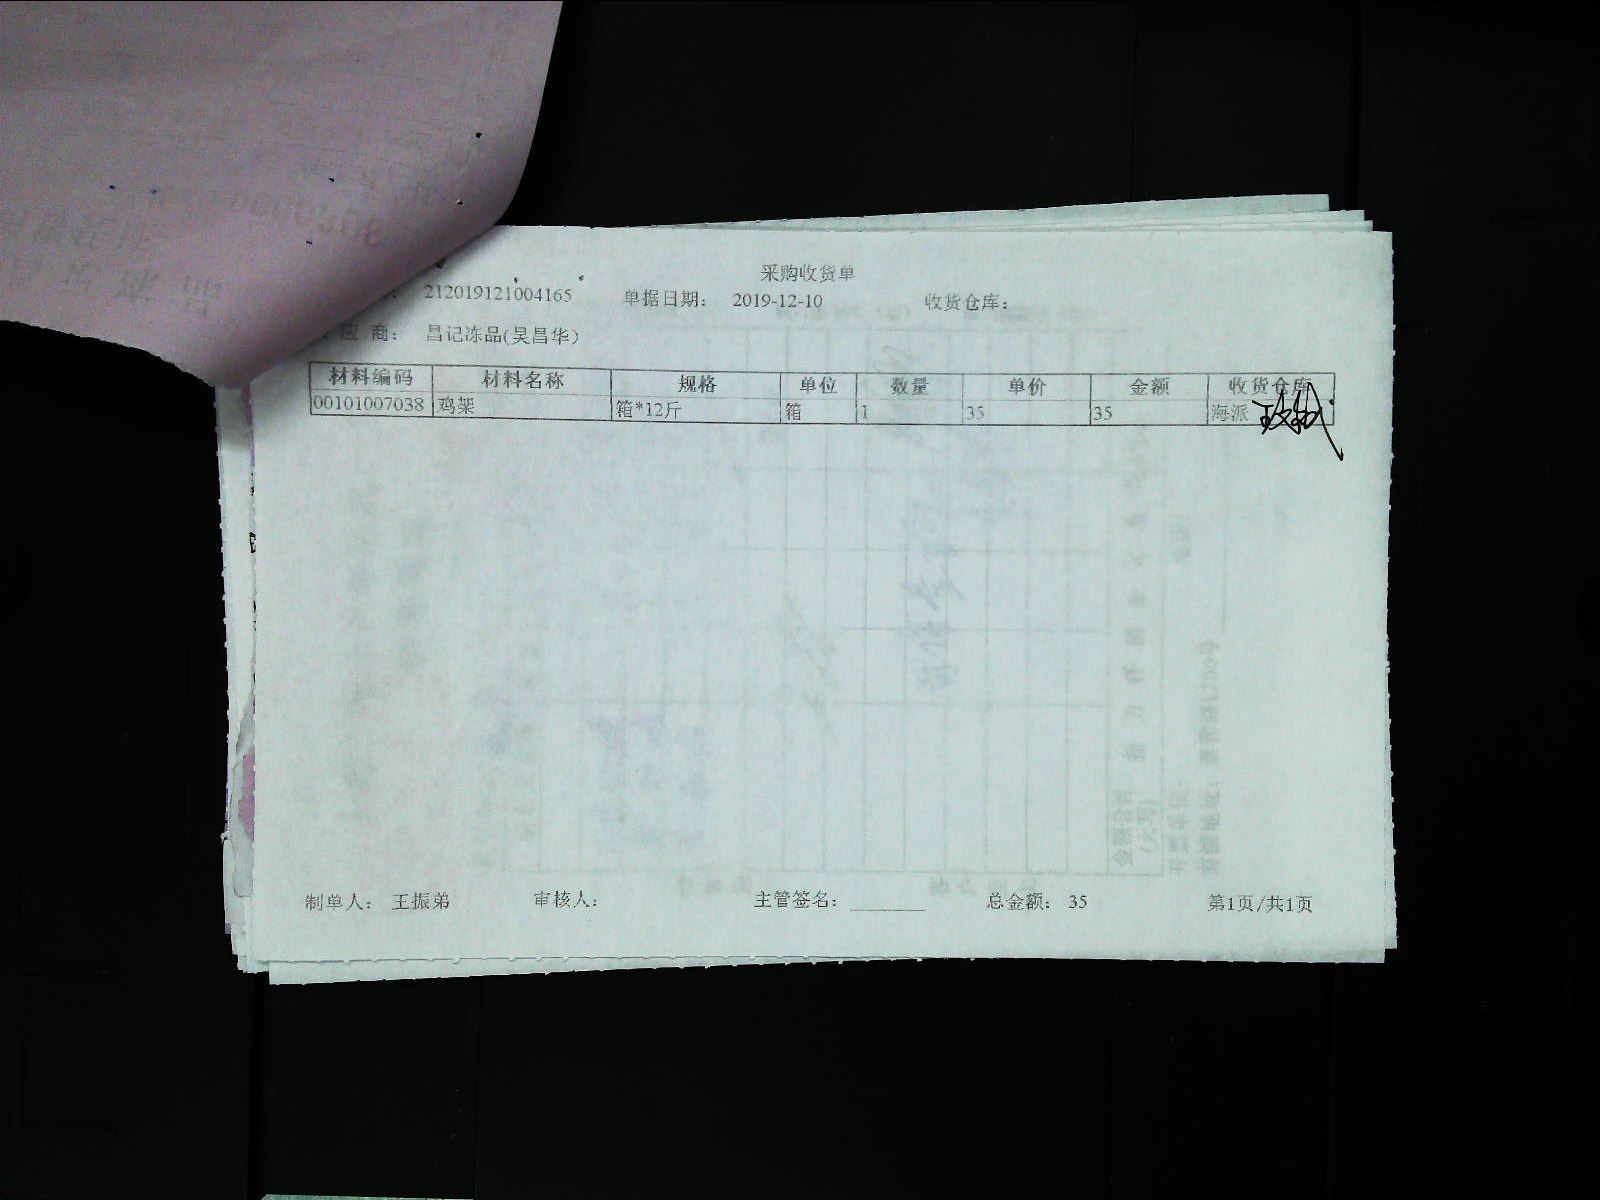 采购收货单
212019121004165 单据日期： 2019-12-10 收货仓库：
应 商： 昌记冻品(吴昌华)
材料编码 材料名称 规格 单位 数量 单价 金额 收货仓库
00101007038 鸡架 箱*12斤 箱 1 35 35 海派
制单人： 王振弟 审核人： 主管签名： 总金额： 35 第1页/共1页